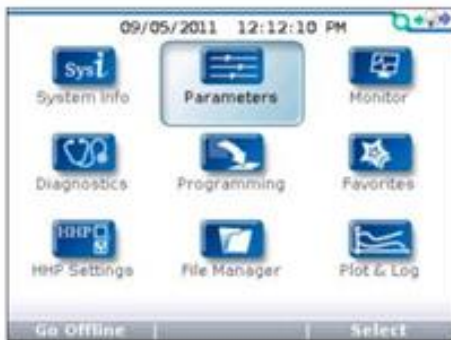 09/05/2011 12:12:10 PM
Sysi
System Info
Parameters
Monitor
Diagnostics
Programming
Favorites
HHP
HHP Settings
File Manager
Plot & Log
Go Offline
Select